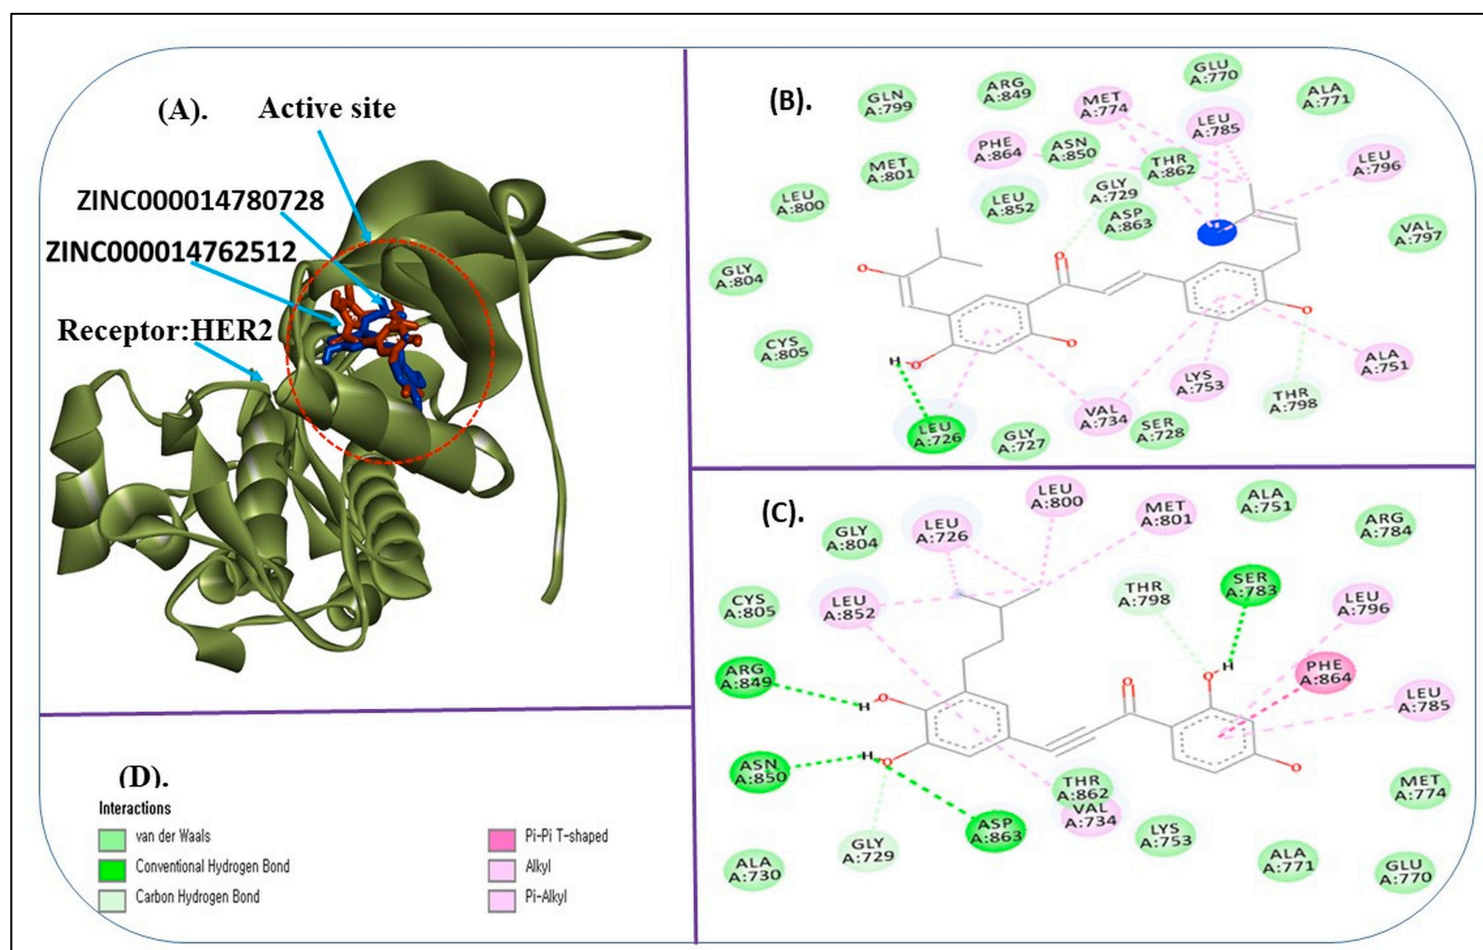 (A).
Active site
ZINC000014780728
ZINC000014762512
Receptor:HER2
(B).
GLN
A:799
ARG
A:849
MET
A:774
GLU
A:770
ALA
A:771
LEU
A:785
PHE
A:864
ASN
A:850
THR
A:862
LEU
A:796
MET
A:801
LEU
A:800
LEU
A:852
GLY
A:729
ASP
A:863
VAL
A:797
GLY
A:804
O
O
CYS
A:805
O
O
H
O
O
ALA
A:751
LYS
A:753
THR
A:798
VAL
A:734
SER
A:728
LEU
A:726
GLY
A:727
(C).
GLY
A:804
LEU
A:726
LEU
A:800
MET
A:801
ALA
A:751
ARG
A:784
CYS
A:805
LEU
A:852
THR
A:798
SER
A:783
LEU
A:796
ARG
A:849
H
O
O
O
H
PHE
A:864
LEU
A:785
ASN
A:850
H
O
O
THR
A:862
VAL
A:734
MET
A:774
ALA
A:730
GLY
A:729
ASP
A:863
LYS
A:753
ALA
A:771
GLU
A:770
(D).
Interactions
van der Waals
Conventional Hydrogen Bond
Carbon Hydrogen Bond
Pi-Pi T-shaped
Alkyl
Pi-Alkyl